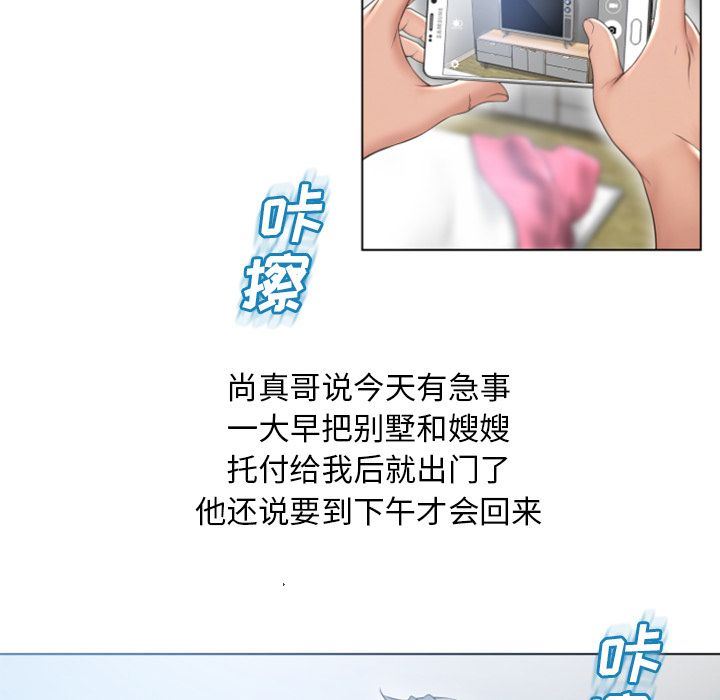 SAMSUNG
咔
擦
尚真哥说今天有急事
一大早把别墅和嫂嫂
托付给我后就出门了
他还说要到下午才会回来
咔